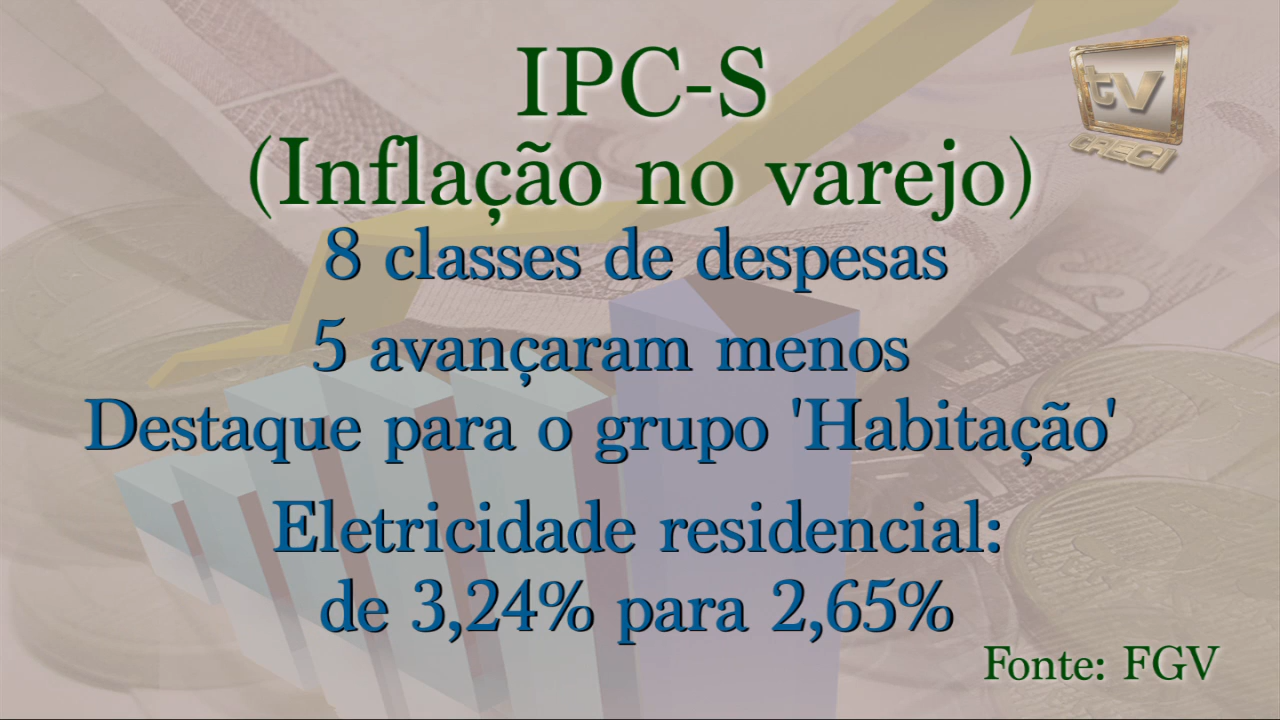 IPC-S
(Inflação no varejo)
tv
CRECI
8 classes de despesas
5 avançaram menos
Destaque para o grupo 'Habitação'
Eletricidade residencial:
de 3,24% para 2,65%
Fonte: FGV